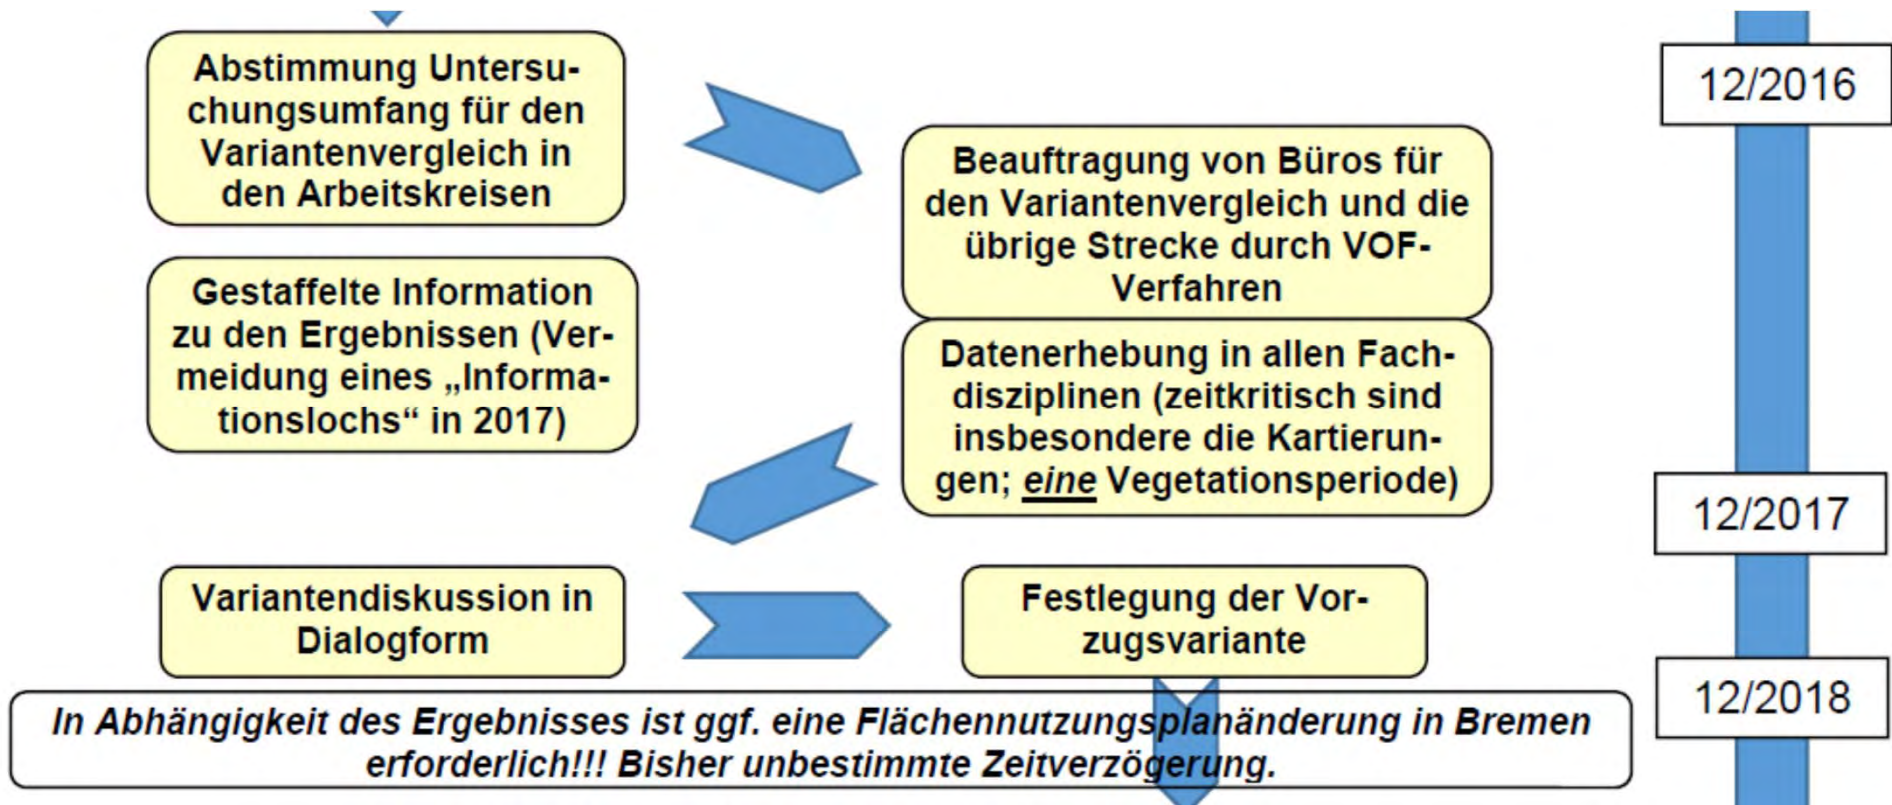 Abstimmung Untersu-
chungsumfang für den
Variantenvergleich in
den Arbeitskreisen
12/2016
Beauftragung von Büros für
den Variantenvergleich und die
übrige Strecke durch VOF-
Verfahren
Gestaffelte Information
zu den Ergebnissen (Ver-
meidung eines „Informa-
tionslochs“ in 2017)
Datenerhebung in allen Fach-
disziplinen (zeitkritisch sind
insbesondere die Kartierun-
gen; eine Vegetationsperiode)
12/2017
Variantendiskussion in
Dialogform
Festlegung der Vor-
zugsvariante
12/2018
In Abhängigkeit des Ergebnisses ist ggf. eine Flächennutzungsplanänderung in Bremen
erforderlich!!! Bisher unbestimmte Zeitverzögerung.